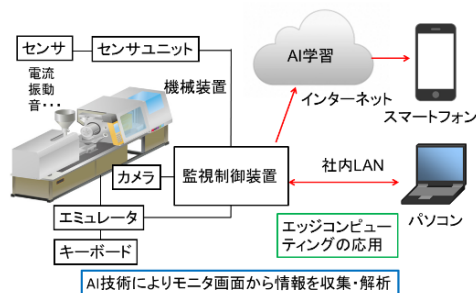 センサ
センサユニット
電流
振動
音・・・
機械装置
AI学習
インターネット
スマートフォン
カメラ
監視制御装置
社内LAN
パソコン
エミュレータ
キーボード
エッジコンピュー
ティングの応用
AI技術によりモニタ画面から情報を収集・解析